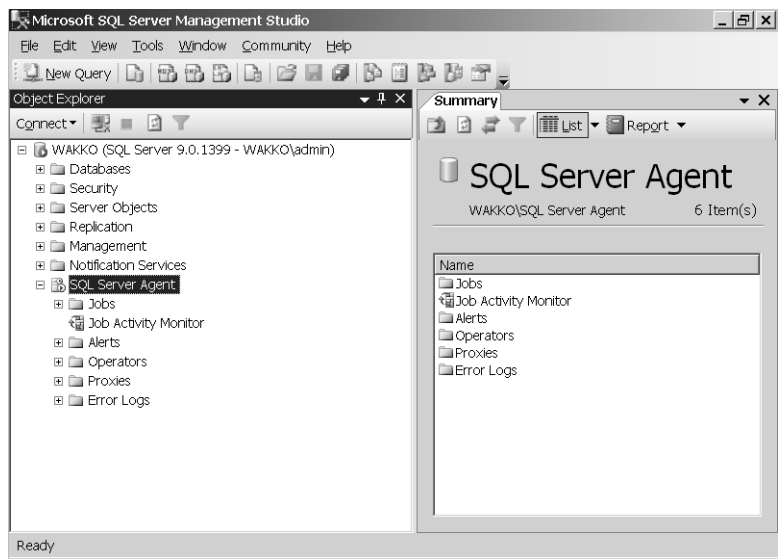 Microsoft SQL Server Management Studio
File Edit View Tools Window Community Help
New Query
Object Explorer
Connect
WAKKO (SQL Server 9.0.1399 - WAKKO\admin)
Databases
Security
Server Objects
Replication
Management
Notification Services
SQL Server Agent
Jobs
Job Activity Monitor
Alerts
Operators
Proxies
Error Logs
Summary
List Report
SQL Server Agent
WAKKO\SQL Server Agent 6 Item(s)
Name
Jobs
Job Activity Monitor
Alerts
Operators
Proxies
Error Logs
Ready